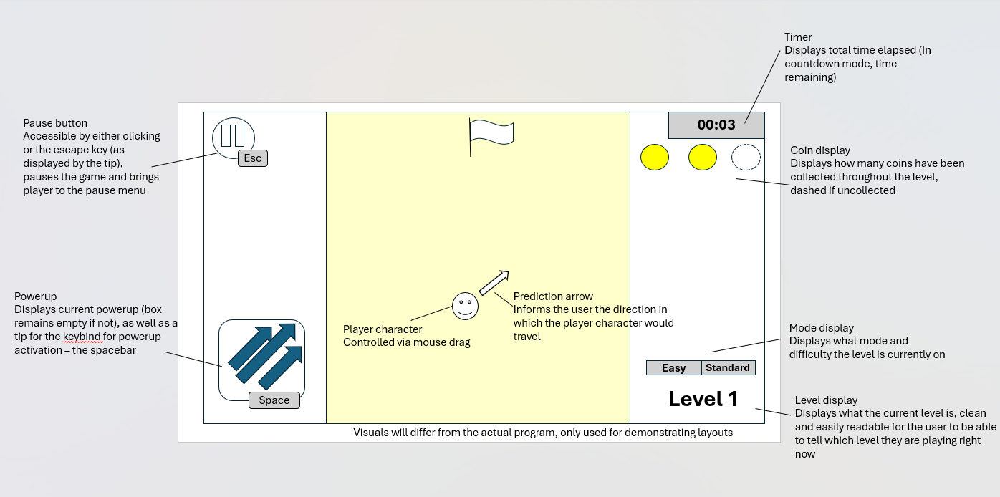 Timer
Displays total time elapsed (In
countdown mode, time
remaining)
Pause button
Accessible by either clicking
or the escape key (as
displayed by the tip),
pauses the game and brings
player to the pause menu
Esc
00:03
Coin display
Displays how many coins have been
collected throughout the level,
dashed if uncollected
Powerup
Displays current powerup (box
remains empty if not), as well as a
tip for the keybind for powerup
activation – the spacebar
Space
Player character
Controlled via mouse drag
Prediction arrow
Informs the user the direction in
which the player character would
travel
Mode display
Displays what mode and
difficulty the level is currently on
Easy Standard
Level 1
Level display
Displays what the current level is, clean
and easily readable for the user to be able
to tell which level they are playing right
now
Visuals will differ from the actual program, only used for demonstrating layouts